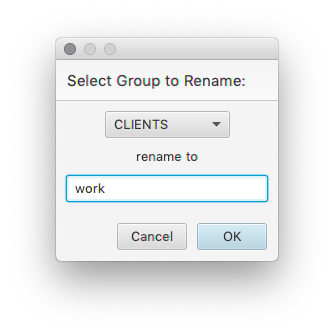 Select Group to Rename:
CLIENTS
rename to
work
Cancel
OK